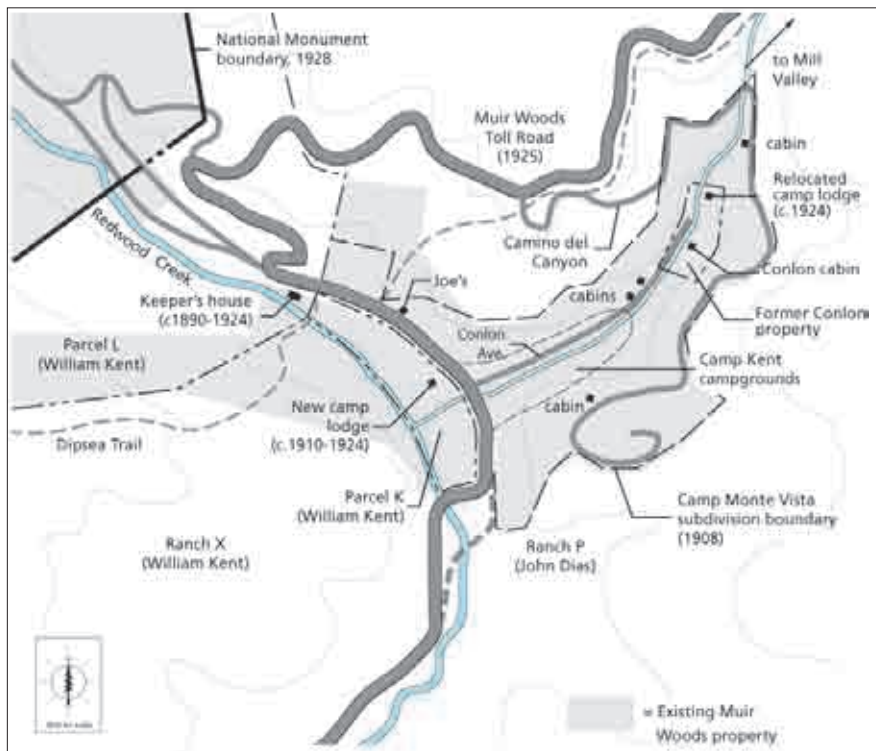 National Monument
boundary, 1928
to Mill
Valley
Muir Woods
Toll Road
(1925)
cabin
Relocated
camp lodge
(c.1924)
Camino del
Canyon
Redwood Creek
Joe's
Conlon cabin
Keeper's house
(c1890-1924)
cabins
Former Conlon
property
Parcel L
(William Kent)
Conlon
Ave.
Camp Kent
campgrounds
New camp
lodge
(c.1910-1924)
cabin
Dipsea Trail
Parcel K
(William Kent)
Camp Monte Vista
subdivision boundary
(1908)
Ranch X
(William Kent)
Ranch P
(John Dias)
= Existing Muir
Woods property